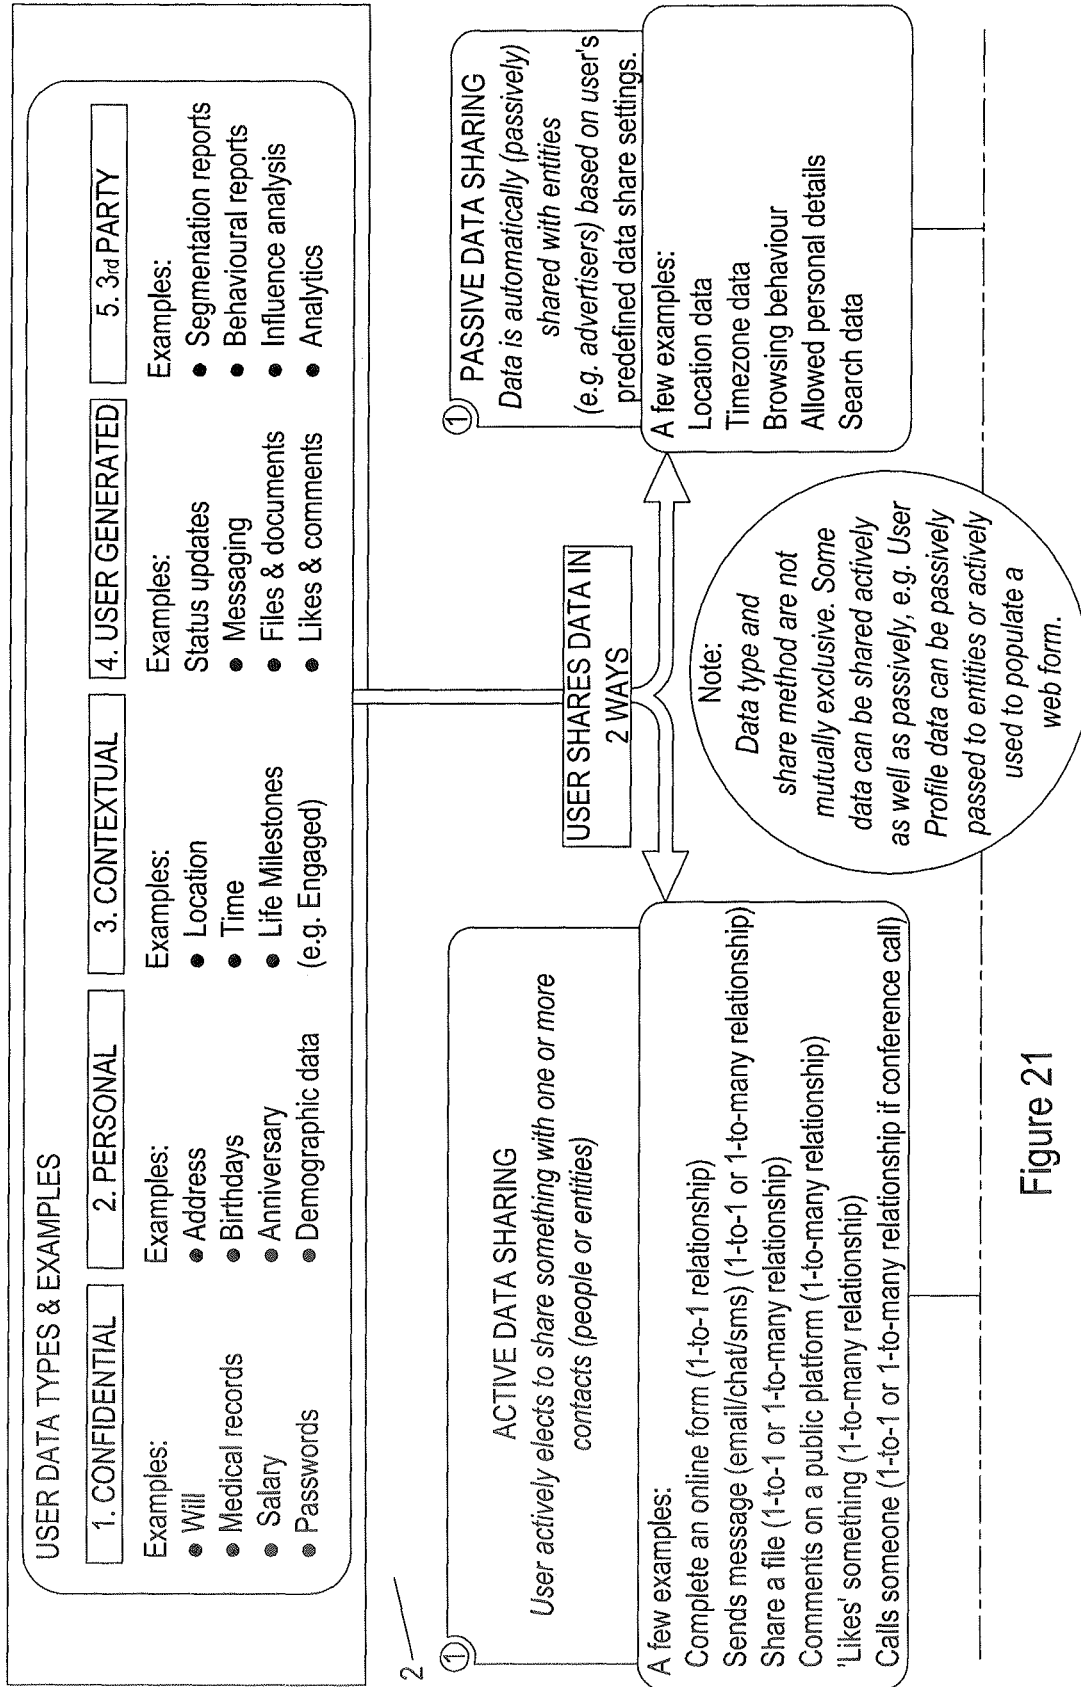 USER DATA TYPES & EXAMPLES
1. CONFIDENTIAL
Examples:
● Will
● Medical records
● Salary
● Passwords
2. PERSONAL
Examples:
● Address
● Birthdays
● Anniversary
● Demographic data
3. CONTEXTUAL
Examples:
● Location
● Time
● Life Milestones
(e.g. Engaged)
4. USER GENERATED
Examples:
Status updates
● Messaging
● Files & documents
● Likes & comments
5. 3rd PARTY
Examples:
● Segmentation reports
● Behavioural reports
● Influence analysis
● Analytics
2
USER SHARES DATA IN
2 WAYS
1
ACTIVE DATA SHARING
User actively elects to share something with one or more
contacts (people or entities)
A few examples:
Complete an online form (1-to-1 relationship)
Sends message (email/chat/sms) (1-to-1 or 1-to-many relationship)
Share a file (1-to-1 or 1-to-many relationship)
Comments on a public platform (1-to-many relationship)
'Likes' something (1-to-many relationship)
Calls someone (1-to-1 or 1-to-many relationship if conference call)
1
PASSIVE DATA SHARING
Data is automatically (passively)
shared with entities
(e.g. advertisers) based on user's
predefined data share settings.
A few examples:
Location data
Timezone data
Browsing behaviour
Allowed personal details
Search data
Note:
Data type and
share method are not
mutually exclusive. Some
data can be shared actively
as well as passively, e.g. User
Profile data can be passively
passed to entities or actively
used to populate a
web form.
Figure 21